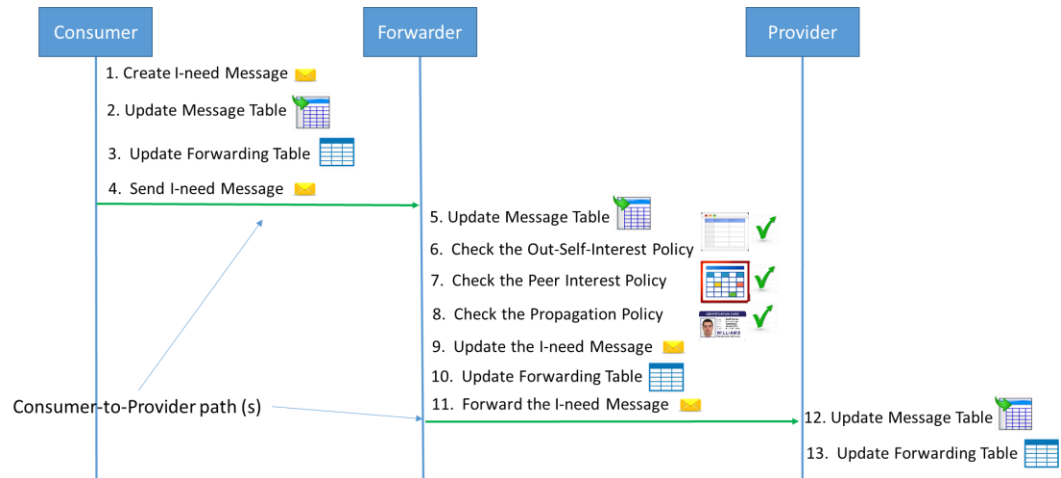 Consumer
Forwarder
Provider
1. Create I-need Message
2. Update Message Table
3. Update Forwarding Table
4. Send I-need Message
5. Update Message Table
6. Check the Out-Self-Interest Policy
7. Check the Peer Interest Policy
8. Check the Propagation Policy
WILLIAMS
9. Update the I-need Message
10. Update Forwarding Table
Consumer-to-Provider path (s)
11. Forward the I-need Message
12. Update Message Table
13. Update Forwarding Table